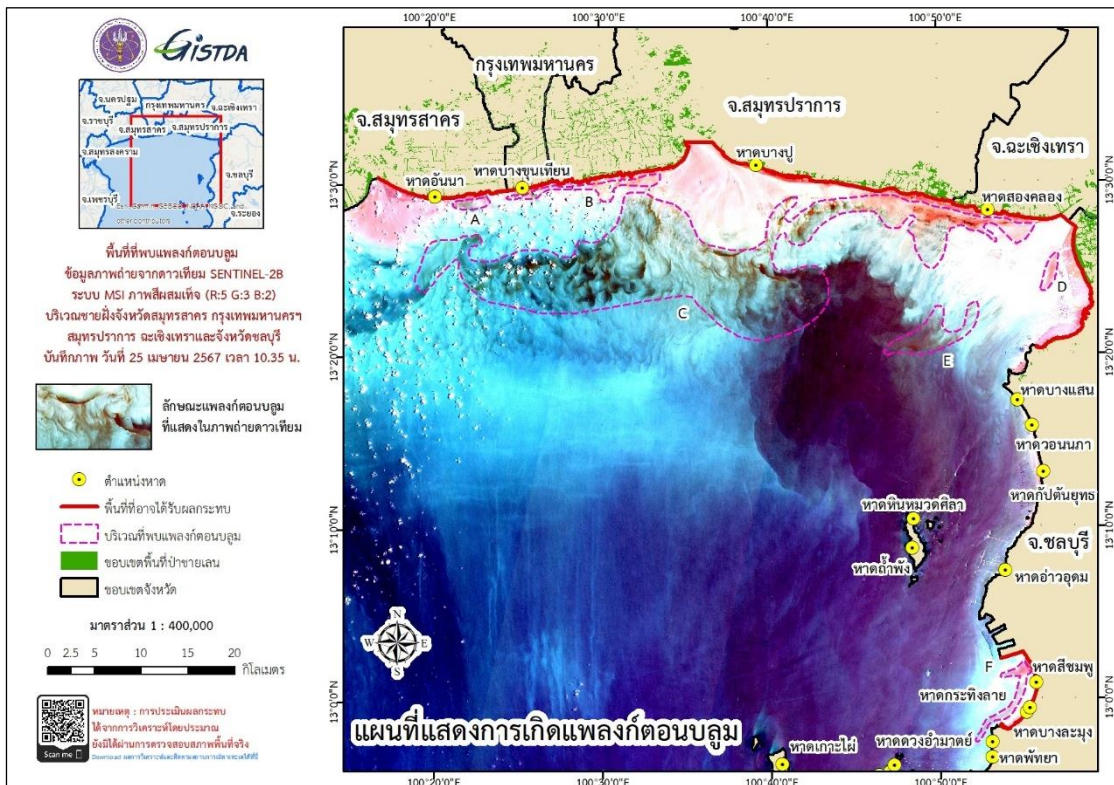 GISTDA
จ.นครปฐม
กรุงเทพมหานคร
จ.ฉะเชิงเทรา
จ.ราชบุรี
จ.สมุทรสาคร
จ.สมุทรปราการ
จ.สมุทรสงคราม
จ.ชลบุรี
จ.เพชรบุรี
จ.ระยอง
other contributors
พื้นที่ที่พบแพลงก์ตอนบลูม
ข้อมูลภาพถ่ายจากดาวเทียม SENTINEL-2B
ระบบ MSI ภาพสีผสมเท็จ (R:5 G:3 B:2)
บริเวณชายฝั่งจังหวัดสมุทรสาคร กรุงเทพมหานครฯ
สมุทรปราการ ฉะเชิงเทราและจังหวัดชลบุรี
บันทึกภาพ วันที่ 25 เมษายน 2567 เวลา 10.35 น.
ลักษณะแพลงก์ตอนบลูม
ที่แสดงในภาพถ่ายดาวเทียม
ตำแหน่งหาด
พื้นที่ที่อาจได้รับผลกระทบ
บริเวณที่พบแพลงก์ตอนบลูม
ขอบเขตพื้นที่ป่าชายเลน
ขอบเขตจังหวัด
มาตราส่วน 1 : 400,000
0 2.5 5 10 15 20
กิโลเมตร
Scan me
หมายเหตุ : การประเมินผลกระทบ
ได้จากการวิเคราะห์โดยประมาณ
ยังมิได้ผ่านการตรวจสอบสภาพพื้นที่จริง
100°20'0"E 100°30'0"E 100°40'0"E 100°50'0"E
กรุงเทพมหานคร
จ.สมุทรสาคร
จ.สมุทรปราการ
จ.ฉะเชิงเทรา
หาดบางปู
หาดบางขุนเทียน
หาดอันนา
13°30'0"N
13°30'0"N
หาดสองคลอง
A
B
D
C
E
13°20'0"N
13°20'0"N
หาดบางแสน
หาดวอนนภา
หาดกัปตันยุทธ
หาดหินหมวดศิลา
13°10'0"N
13°10'0"N
จ.ชลบุรี
หาดถ้ำพัง
หาดอ่าวอุดม
N
W E
S
F
หาดสีชมพู
หาดกระทิงลาย
13°0'0"N
13°0'0"N
แผนที่แสดงการเกิดแพลงก์ตอนบลูม
หาดบางละมุง
หาดเกาะไผ่
หาดดวงอำมาตย์
หาดพัทยา
100°20'0"E 100°30'0"E 100°40'0"E 100°50'0"E